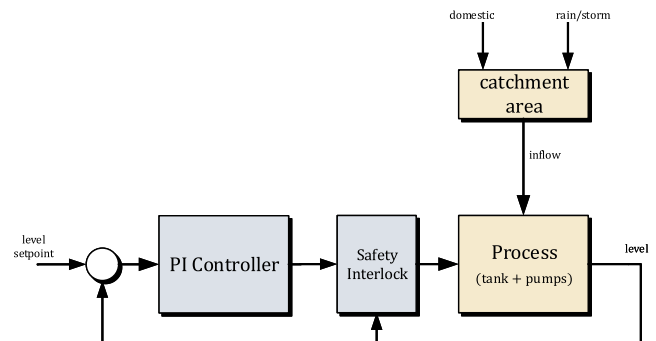 domestic
rain/storm
catchment
area
inflow
level
setpoint
PI Controller
Safety
Interlock
Process
(tank + pumps)
level